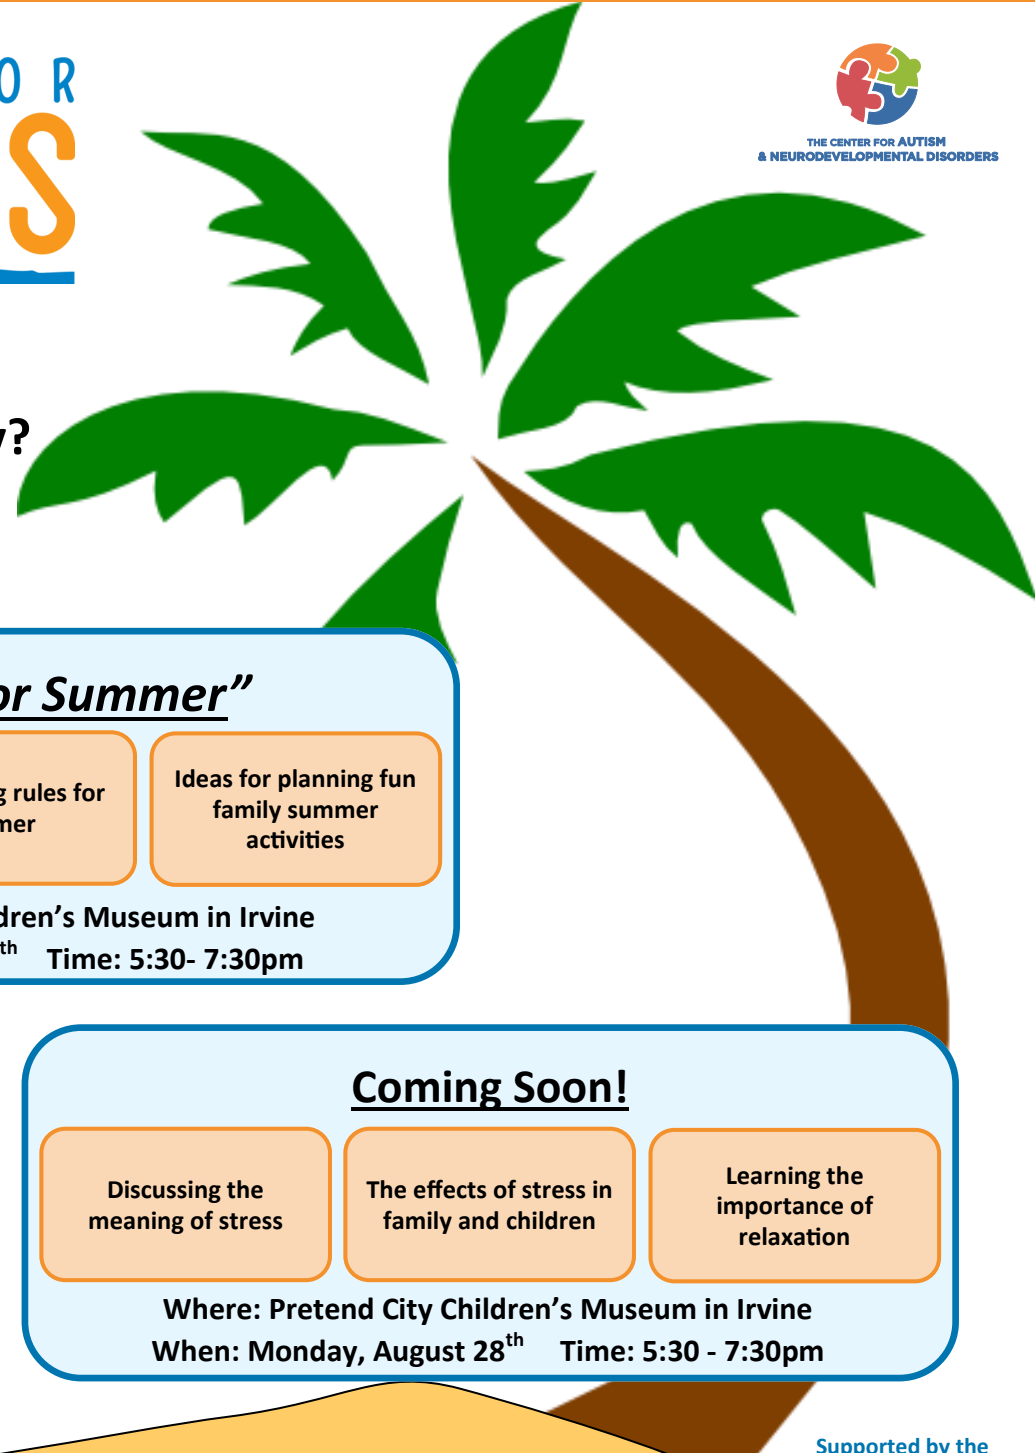 O R
S
THE CENTER FOR AUTISM
& NEURODEVELOPMENTAL DISORDERS
y?
or Summer”
g rules for
mer
Ideas for planning fun
family summer
activities
dren’s Museum in Irvine
th Time: 5:30- 7:30pm
Coming Soon!
Discussing the
meaning of stress
The effects of stress in
family and children
Learning the
importance of
relaxation
Where: Pretend City Children’s Museum in Irvine
When: Monday, August 28th Time: 5:30 - 7:30pm
Supported by the